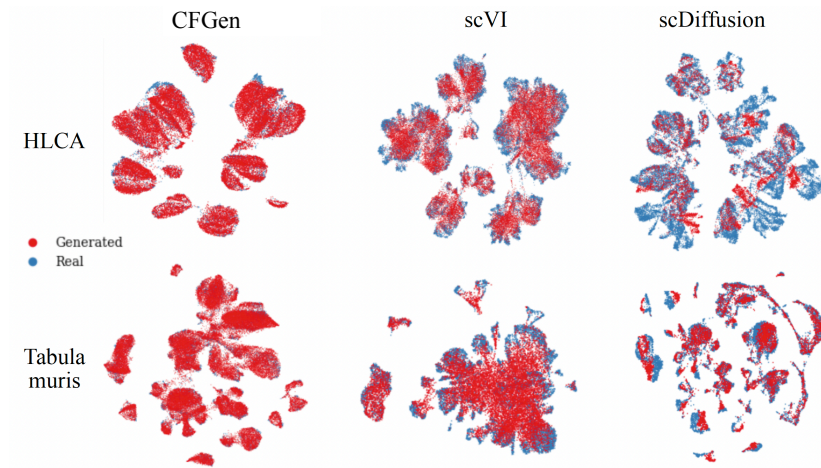 CFGen
scVI
scDiffusion
HLCA
Generated
Real
Tabula
muris